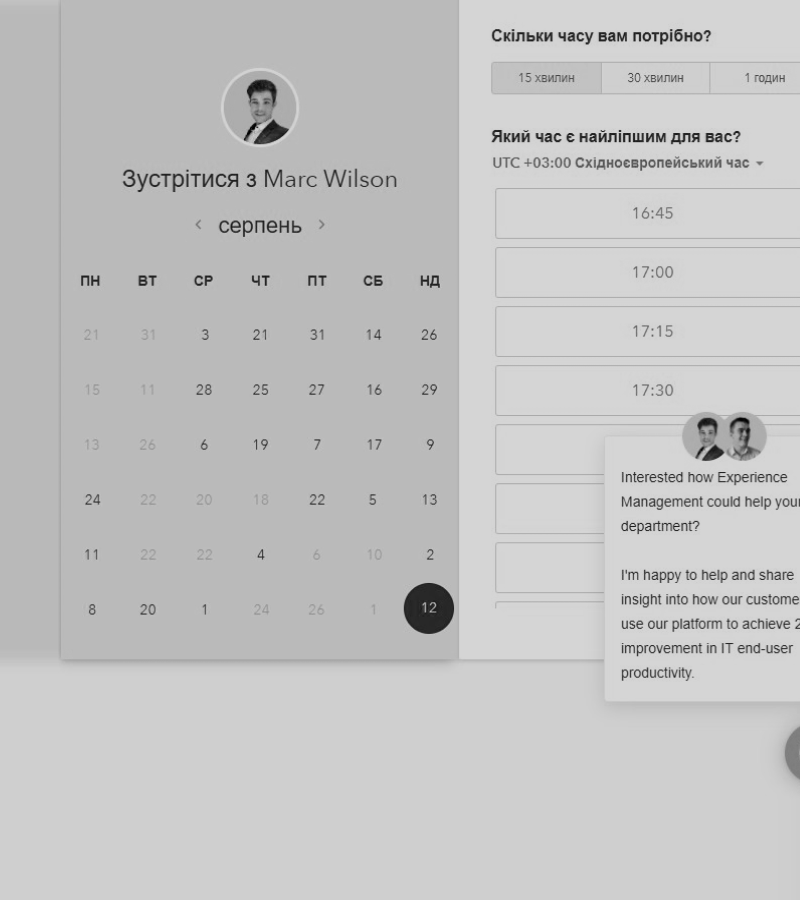 Зустрітися з Marc Wilson
серпень
ПН ВТ СР ЧТ ПТ СБ НД
21 31 3 21 31 14 26
15 11 28 25 27 16 29
13 26 6 19 7 17 9
24 22 20 18 22 5 13
11 22 22 4 6 10 2
8 20 1 24 26 1 12
Скільки часу вам потрібно?
15 хвилин 30 хвилин 1 годин
Який час є найліпшим для вас?
UTC +03:00 Східноєвропейський час
16:45
17:00
17:15
17:30
Interested how Experience
Management could help your
department?
I'm happy to help and share
insight into how our custome
use our platform to achieve 2
improvement in IT end-user
productivity.